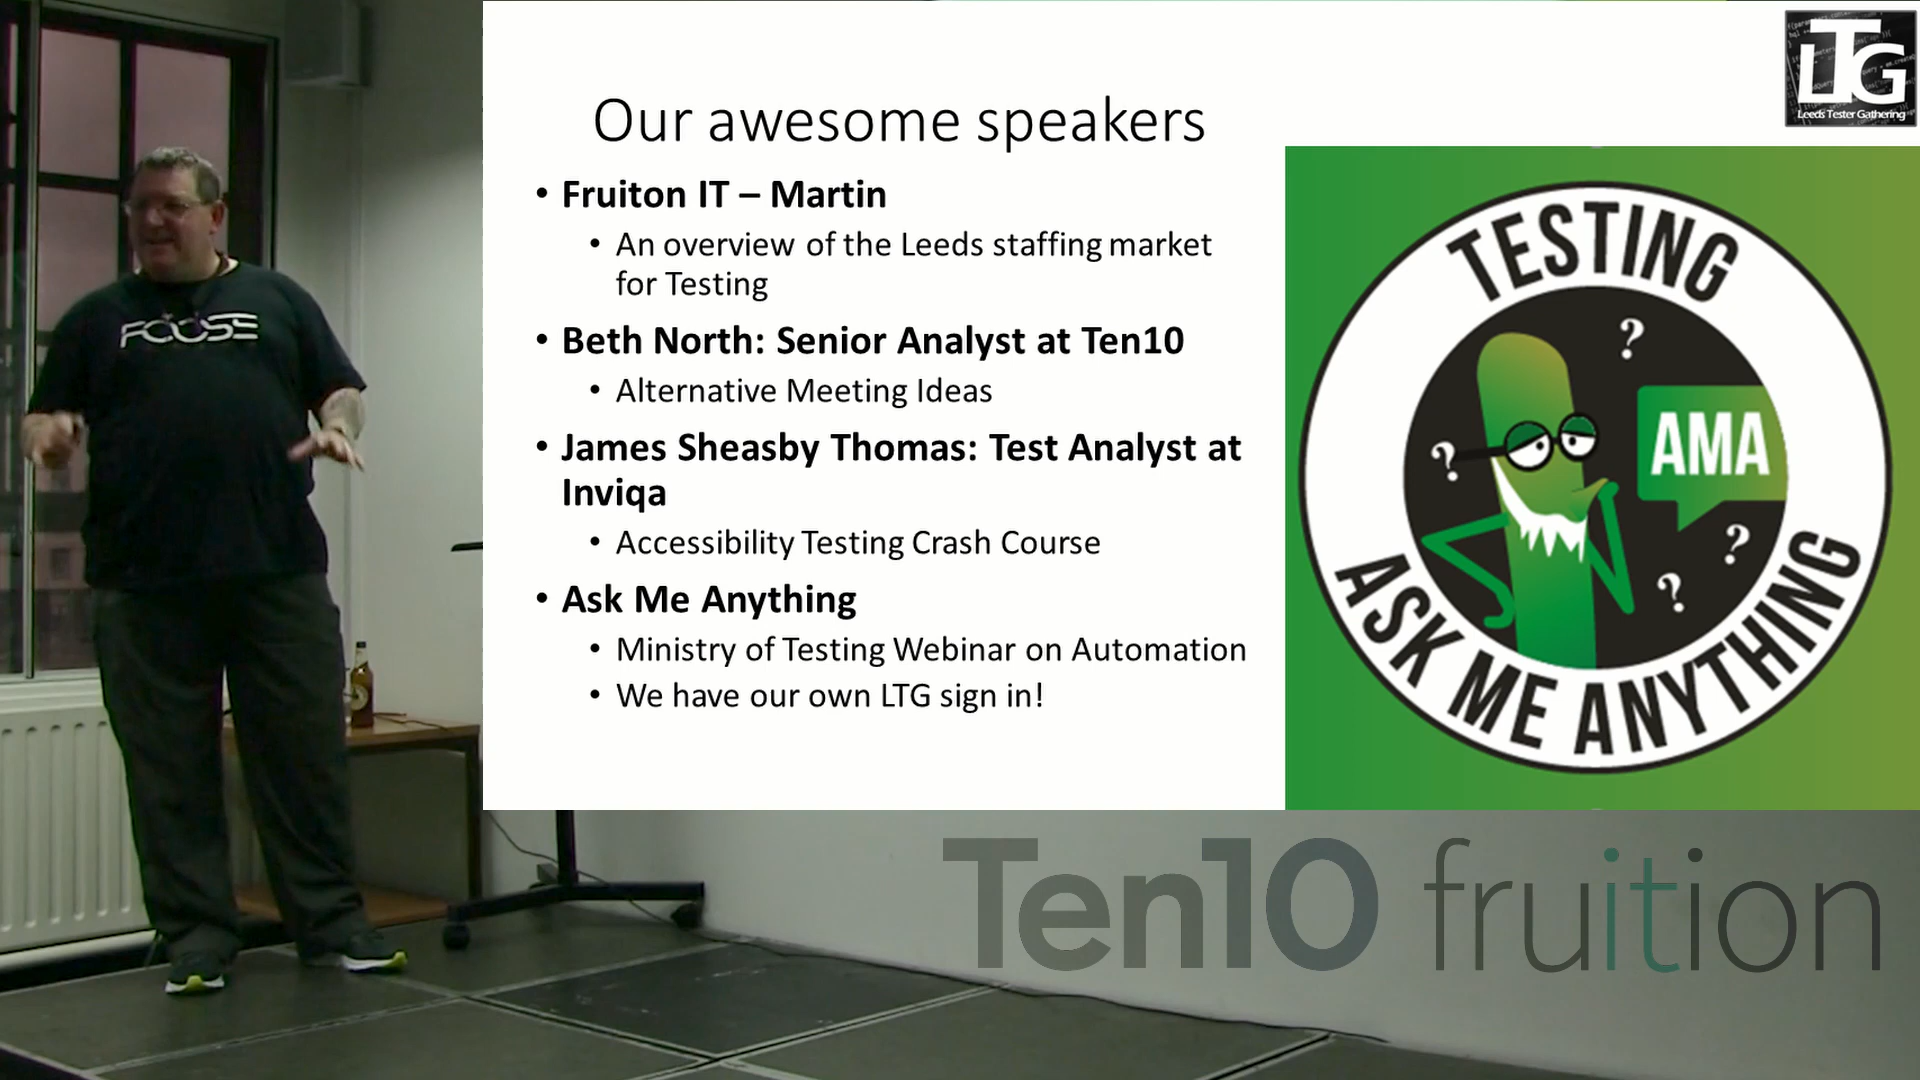 LTG
Leeds Tester Gathering
Our awesome speakers
• Fruiton IT – Martin
• An overview of the Leeds staffing market
for Testing
• Beth North: Senior Analyst at Ten10
• Alternative Meeting Ideas
• James Sheasby Thomas: Test Analyst at
Inviqa
• Accessibility Testing Crash Course
• Ask Me Anything
• Ministry of Testing Webinar on Automation
• We have our own LTG sign in!
TESTING
? ? ? ?
AMA
ASK ME ANYTHING
Ten10 fruition